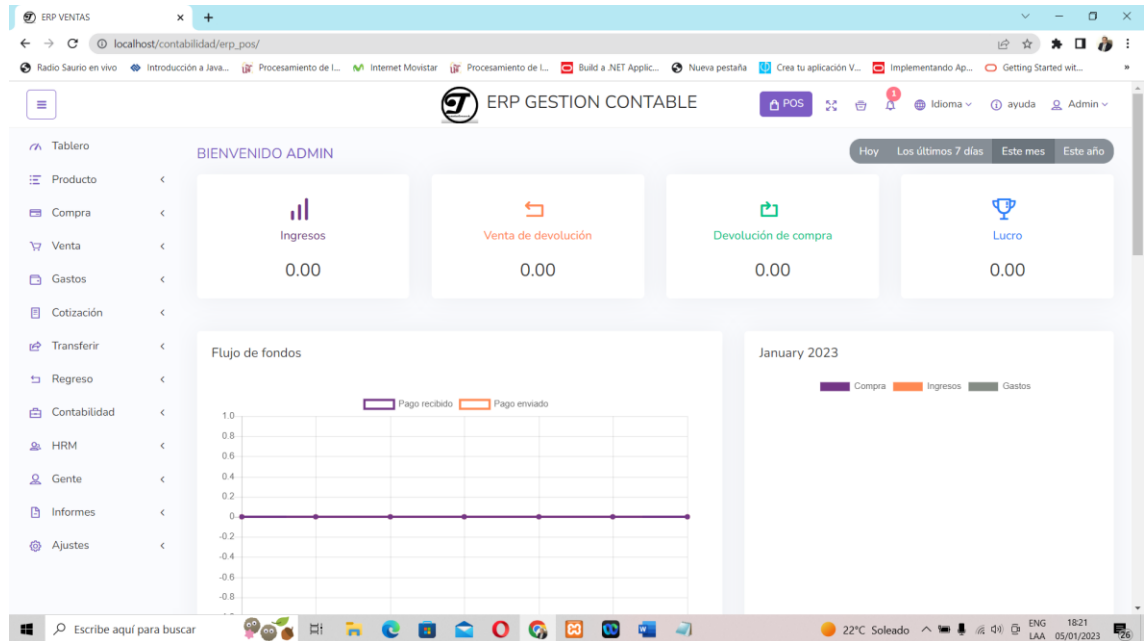 ERP VENTAS
localhost/contabilidad/erp_pos/
Radio Saurio en vivo
Introducción a Java...
Procesamiento de I...
Internet Movistar
Procesamiento de I...
Build a .NET Applic...
Nueva pestaña
Crea tu aplicación V...
Implementando Ap...
Getting Started wit...
»
ERP GESTION CONTABLE
POS
1
Idioma
ayuda
Admin
Tablero
Producto
Compra
Venta
Gastos
Cotización
Transferir
Regreso
Contabilidad
HRM
Gente
Informes
Ajustes
BIENVENIDO ADMIN
Hoy
Los últimos 7 días
Este mes
Este año
Ingresos
0.00
Venta de devolución
0.00
Devolución de compra
0.00
Lucro
0.00
Flujo de fondos
Pago recibido
Pago enviado
1.0
0.8
0.6
0.4
0.2
0
-0.2
-0.4
-0.6
-0.8
January 2023
Compra
Ingresos
Gastos
Escribe aquí para buscar
22°C Soleado
ENG
LAA
18:21
05/01/2023